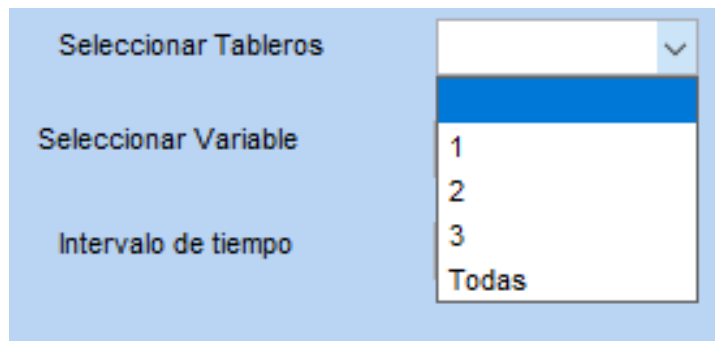 Seleccionar Tableros
Seleccionar Variable
1
2
Intervalo de tiempo
3
Todas